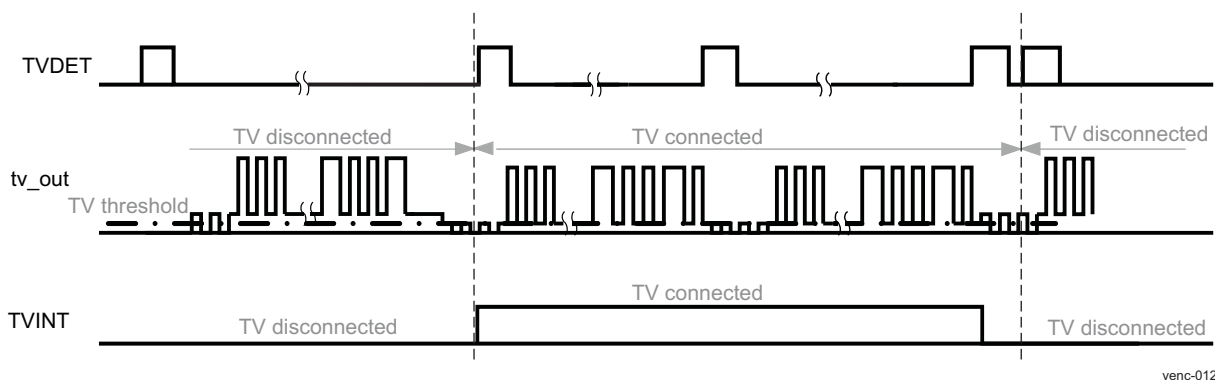 TVDET
TV disconnected
TV connected
TV disconnected
tv_out
TV threshold
TV connected
TVINT
TV disconnected
TV disconnected
venc-012